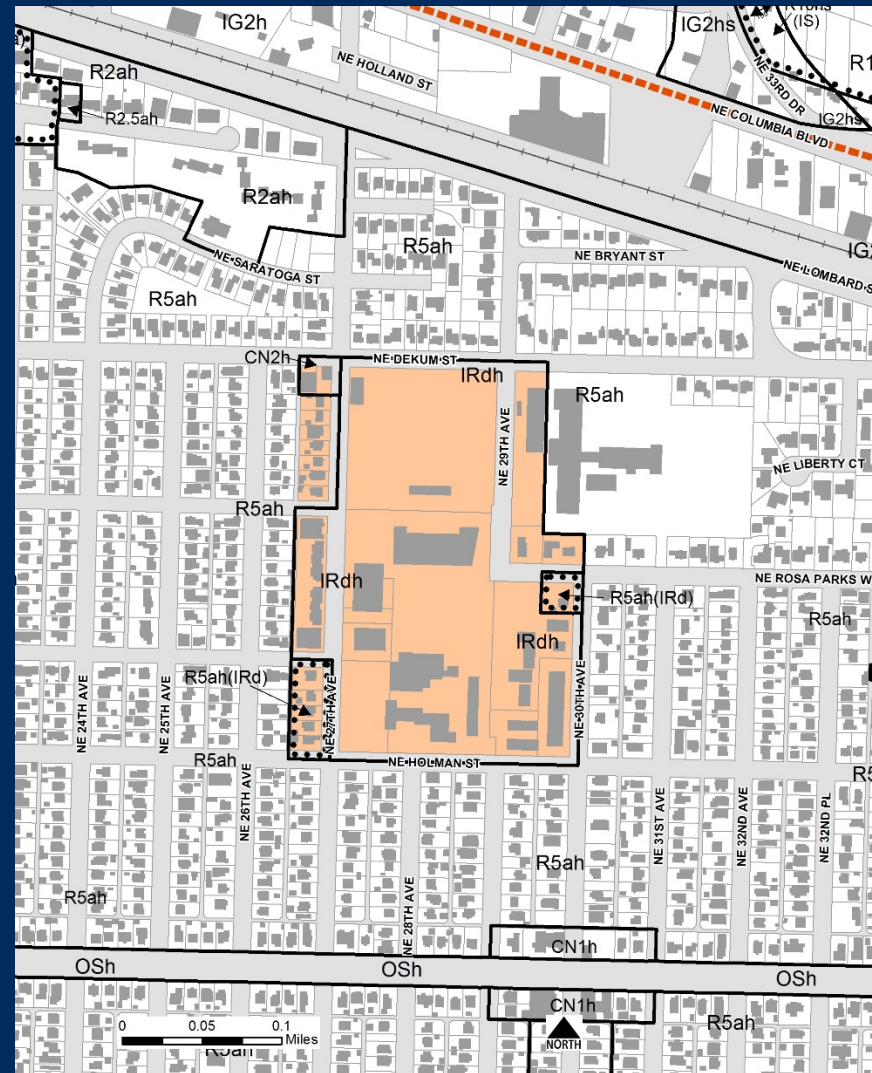 IG2h
IG2hs
(IS)
R1
R2ah
NE HOLLAND ST
NE 33RD DR
IG2hs
NE COLUMBIA BLVD
R2.5ah
R2ah
R5ah
NE SARATOGA ST
NE BRYANT ST
NE LOMBARD S
IG2
R5ah
CN2h
NE DEKUM ST
IRdh
R5ah
NE 29TH AVE
NE LIBERTY CT
R5ah
IRdh
NE ROSA PARKS W
R5ah(IRd)
R5ah
IRdh
R5ah(IRd)
NE 24TH AVE
NE 25TH AVE
NE 27TH AVE
NE 30TH AVE
R5ah
NE HOLMAN ST
R5
NE 26TH AVE
NE 31ST AVE
NE 32ND AVE
NE 32ND PL
R5ah
R5ah
NE 28TH AVE
CN1h
OSh
OSh
OSh
CN1h
R5ah
0 0.05 0.1
Miles
R5ah
NORTH